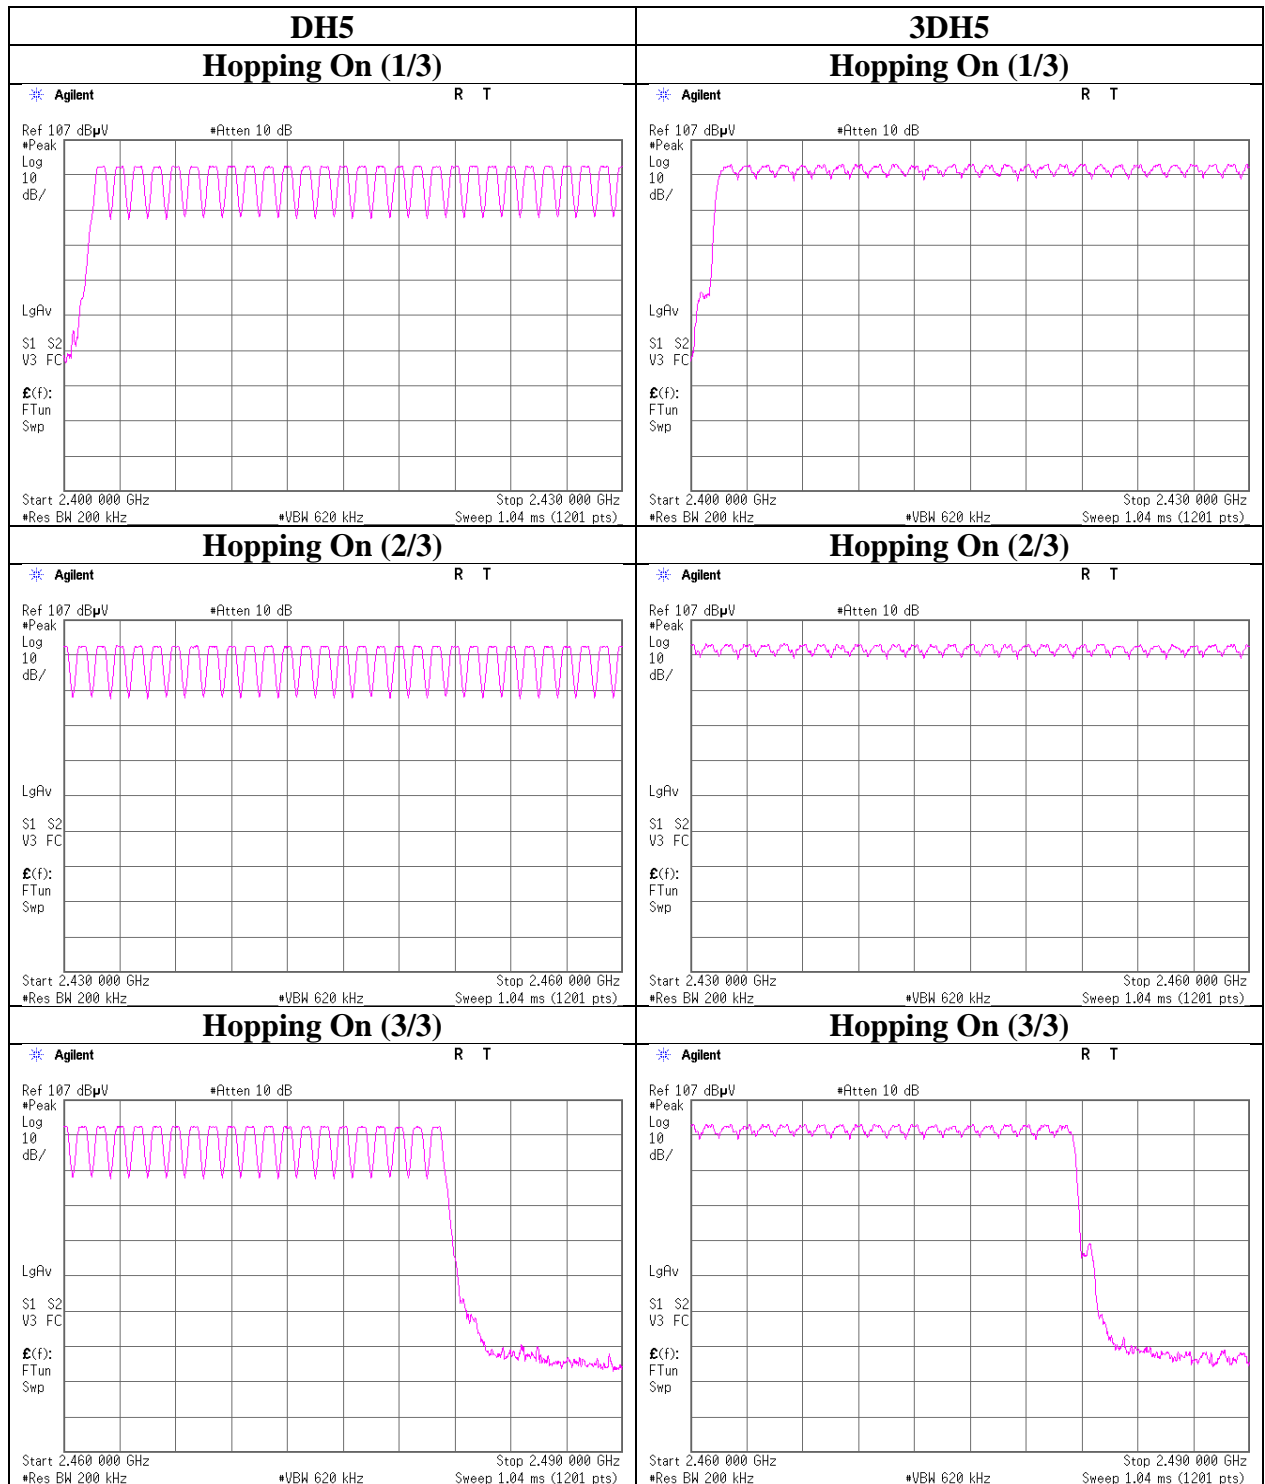 DH5 3DH5
Hopping On (1/3) Hopping On (1/3)
Agilent R T
Ref 107 dBµV #Atten 10 dB
#Peak
Log
10
dB/
LgAv
S1 S2
V3 FC
£(f):
FTun
Swp
Start 2.400 000 GHz Stop 2.430 000 GHz
#Res BW 200 kHz #VBW 620 kHz Sweep 1.04 ms (1201 pts)
Agilent R T
Ref 107 dBµV #Atten 10 dB
#Peak
Log
10
dB/
LgAv
S1 S2
V3 FC
£(f):
FTun
Swp
Start 2.400 000 GHz Stop 2.430 000 GHz
#Res BW 200 kHz #VBW 620 kHz Sweep 1.04 ms (1201 pts)
Hopping On (2/3) Hopping On (2/3)
Agilent R T
Ref 107 dBµV #Atten 10 dB
#Peak
Log
10
dB/
LgAv
S1 S2
V3 FC
£(f):
FTun
Swp
Start 2.430 000 GHz Stop 2.460 000 GHz
#Res BW 200 kHz #VBW 620 kHz Sweep 1.04 ms (1201 pts)
Agilent R T
Ref 107 dBµV #Atten 10 dB
#Peak
Log
10
dB/
LgAv
S1 S2
V3 FC
£(f):
FTun
Swp
Start 2.430 000 GHz Stop 2.460 000 GHz
#Res BW 200 kHz #VBW 620 kHz Sweep 1.04 ms (1201 pts)
Hopping On (3/3) Hopping On (3/3)
Agilent R T
Ref 107 dBµV #Atten 10 dB
#Peak
Log
10
dB/
LgAv
S1 S2
V3 FC
£(f):
FTun
Swp
Start 2.460 000 GHz Stop 2.490 000 GHz
#Res BW 200 kHz #VBW 620 kHz Sweep 1.04 ms (1201 pts)
Agilent R T
Ref 107 dBµV #Atten 10 dB
#Peak
Log
10
dB/
LgAv
S1 S2
V3 FC
£(f):
FTun
Swp
Start 2.460 000 GHz Stop 2.490 000 GHz
#Res BW 200 kHz #VBW 620 kHz Sweep 1.04 ms (1201 pts)